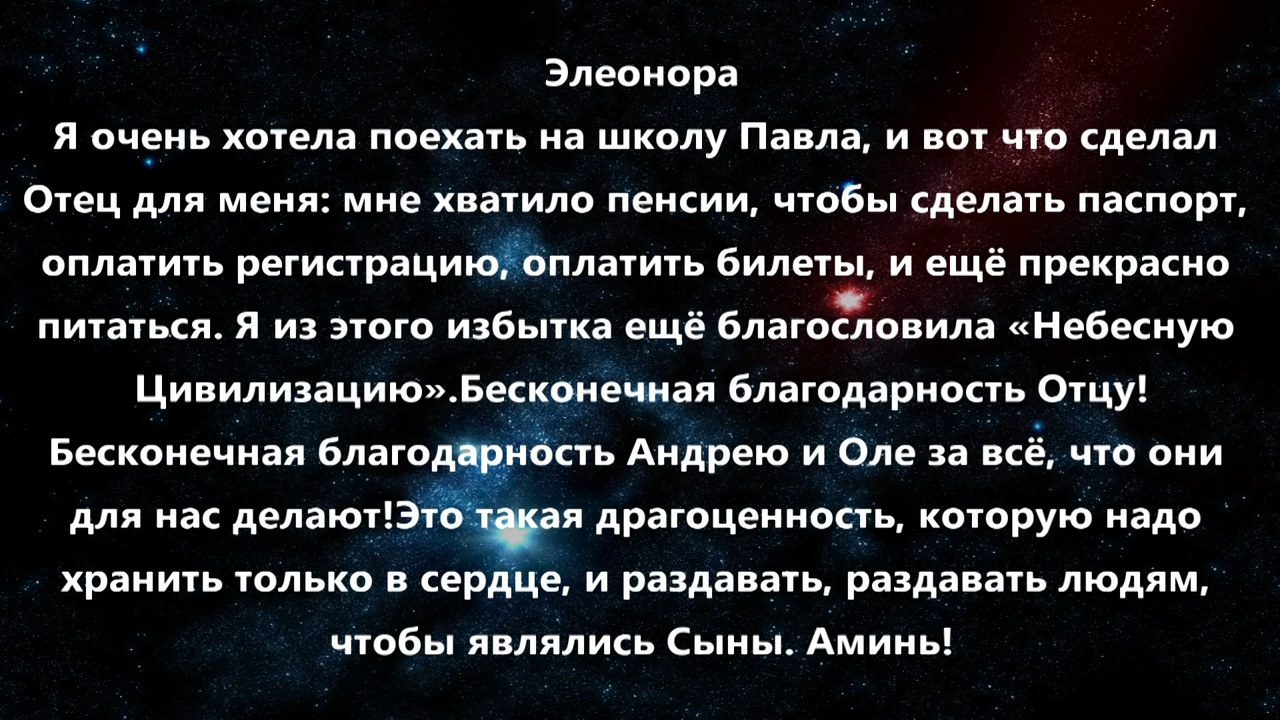 Элеонора
Я очень хотела поехать на школу Павла, и вот что сделал
Отец для меня: мне хватило пенсии, чтобы сделать паспорт,
оплатить регистрацию, оплатить билеты, и ещё прекрасно
питаться. Я из этого избытка ещё благословила «Небесную
Цивилизацию».Бесконечная благодарность Отцу!
Бесконечная благодарность Андрею и Оле за всё, что они
для нас делают!Это такая драгоценность, которую надо
хранить только в сердце, и раздавать, раздавать людям,
чтобы являлись Сыны. Аминь!